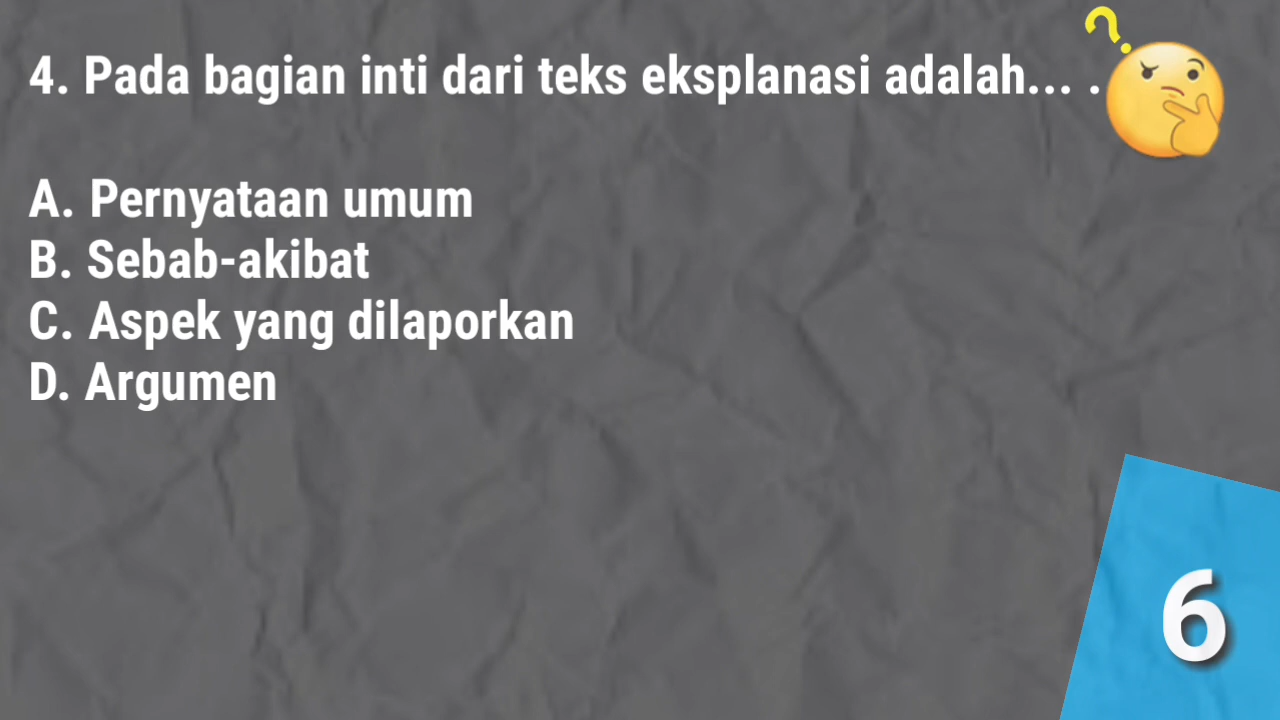 4. Pada bagian inti dari teks eksplanasi adalah... .
A. Pernyataan umum
B. Sebab-akibat
C. Aspek yang dilaporkan
D. Argumen
6